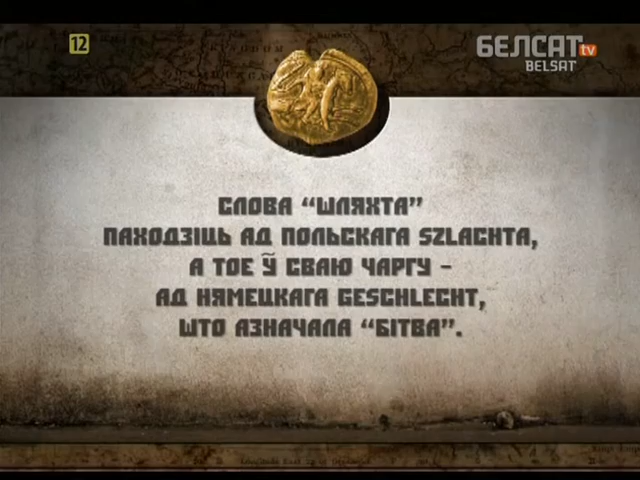 12
БЕЛСАТ tv
BELSAT
СЛОВА “ШЛЯХТА”
ПАХОДЗІЦЬ АД ПОЛЬСКАГА SZLACHTA,
А ТОЕ Ў СВАЮ ЧАРГУ –
АД НЯМЕЦКАГА GESCHLECHT,
ШТО АЗНАЧАЛА “БІТВА”.